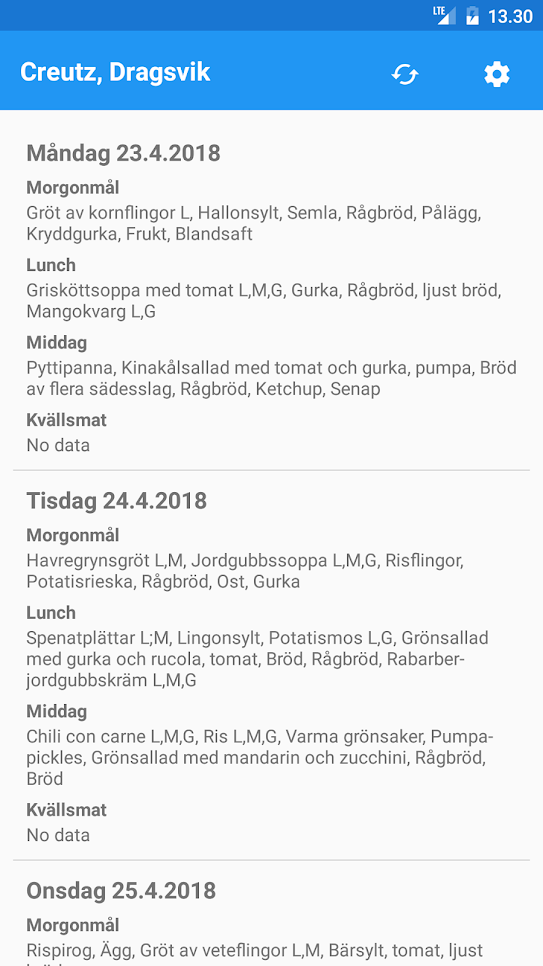 LTE 13.30
Creutz, Dragsvik
Måndag 23.4.2018
Morgonmål
Gröt av kornflingor L, Hallonsylt, Semla, Rågbröd, Pålägg,
Kryddgurka, Frukt, Blandsaft
Lunch
Grisköttsoppa med tomat L,M,G, Gurka, Rågbröd, ljust bröd,
Mangokvarg L,G
Middag
Pyttipanna, Kinakålsallad med tomat och gurka, pumpa, Bröd
av flera sädesslag, Rågbröd, Ketchup, Senap
Kvällsmat
No data
Tisdag 24.4.2018
Morgonmål
Havregrynsgröt L,M, Jordgubbssoppa L,M,G, Risflingor,
Potatisrieska, Rågbröd, Ost, Gurka
Lunch
Spenatplättar L;M, Lingonsylt, Potatismos L,G, Grönsallad
med gurka och rucola, tomat, Bröd, Rågbröd, Rabarber-
jordgubbskräm L,M,G
Middag
Chili con carne L,M,G, Ris L,M,G, Varma grönsaker, Pumpa-
pickles, Grönsallad med mandarin och zucchini, Rågbröd,
Bröd
Kvällsmat
No data
Onsdag 25.4.2018
Morgonmål
Rispirog, Ägg, Gröt av veteflingor L,M, Bärsylt, tomat, ljust